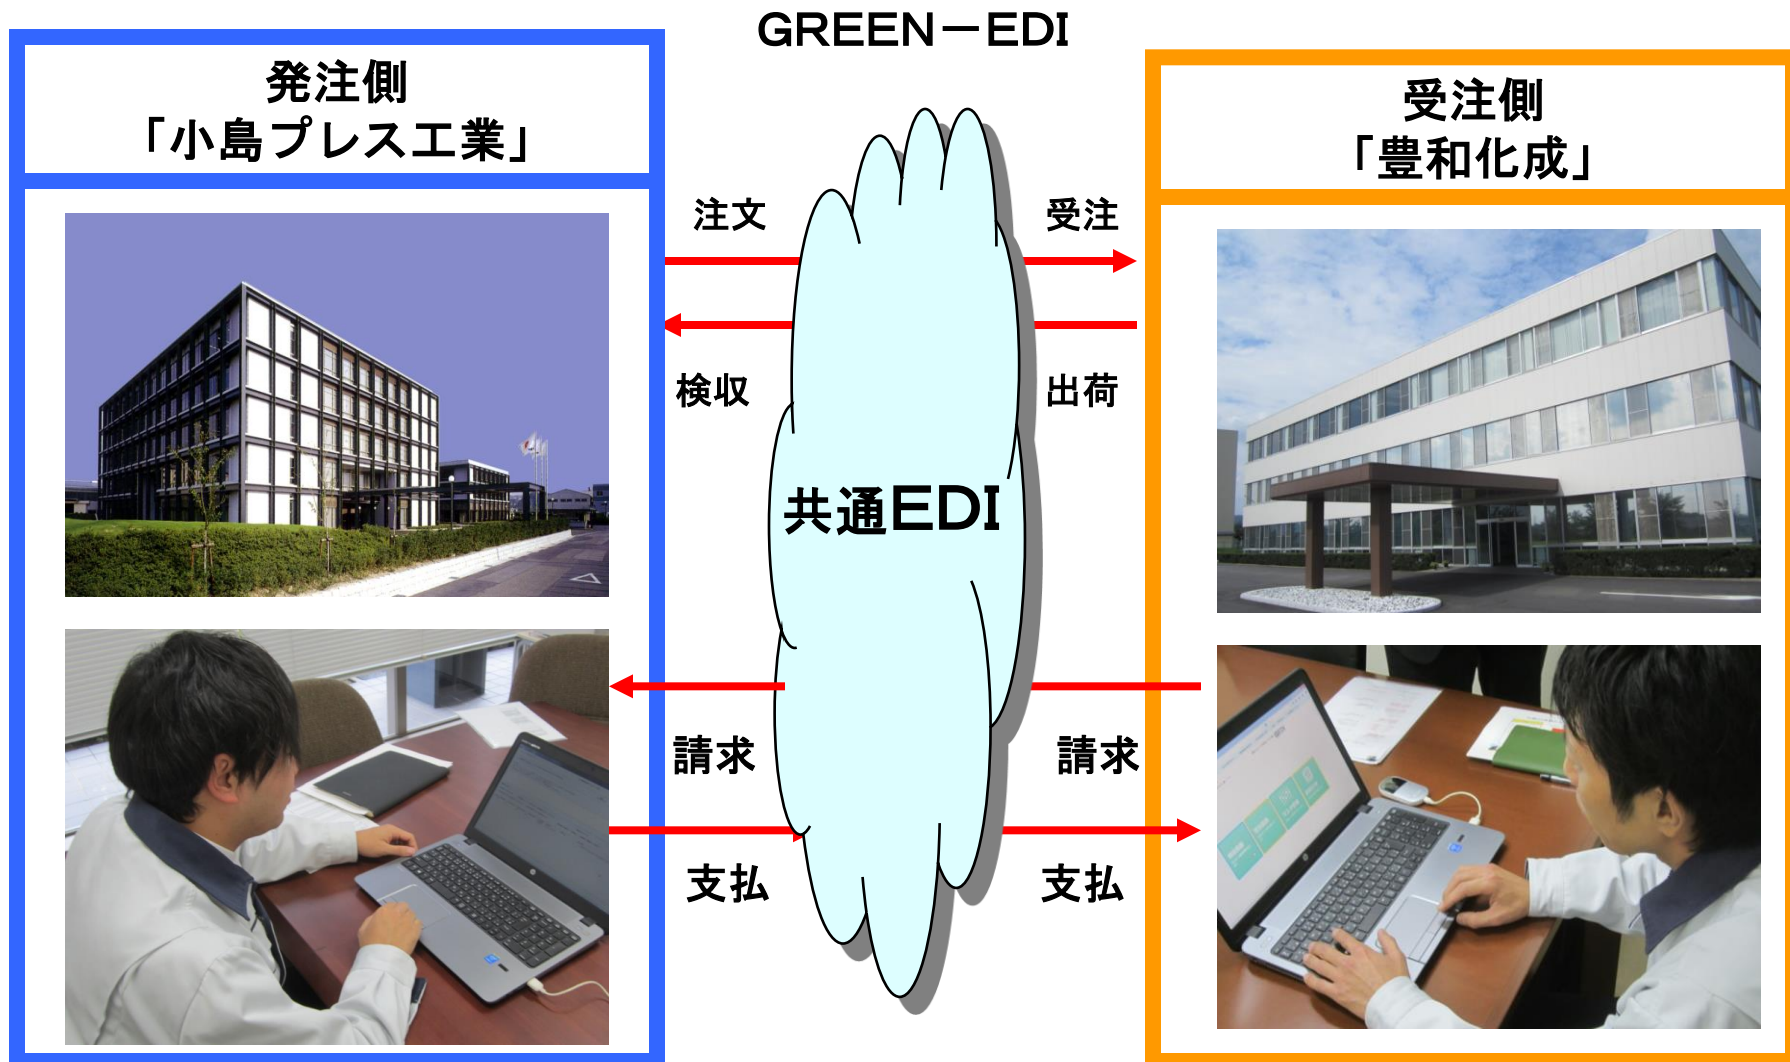 GREEN－EDI
発注側
「小島プレス工業」
受注側
「豊和化成」
注文
受注
検収
出荷
共通EDI
請求
請求
支払
支払